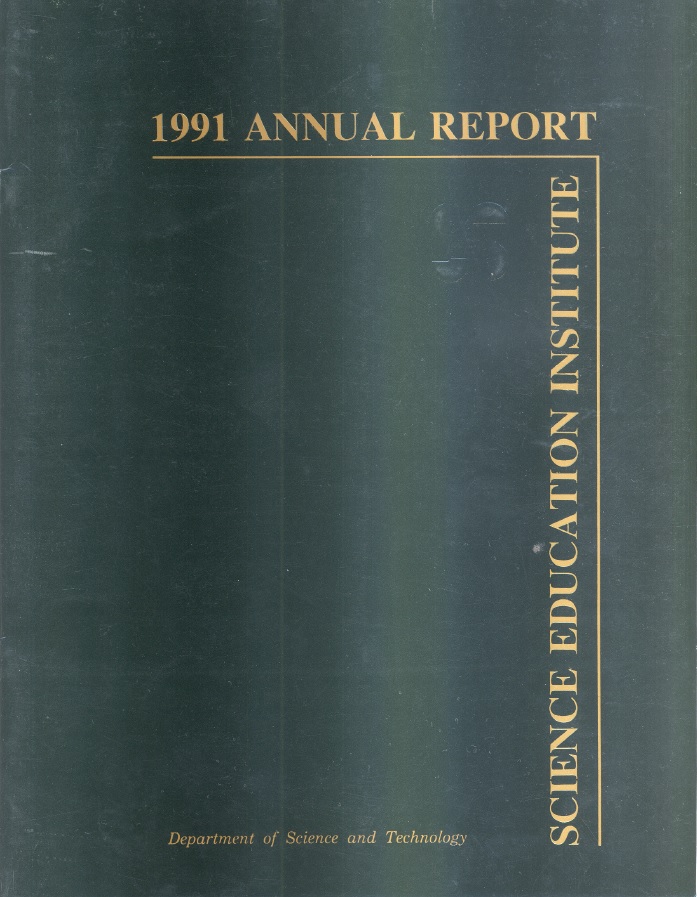 1991 ANNUAL REPORT
SCIENCE EDUCATION INSTITUTE
Department of Science and Technology